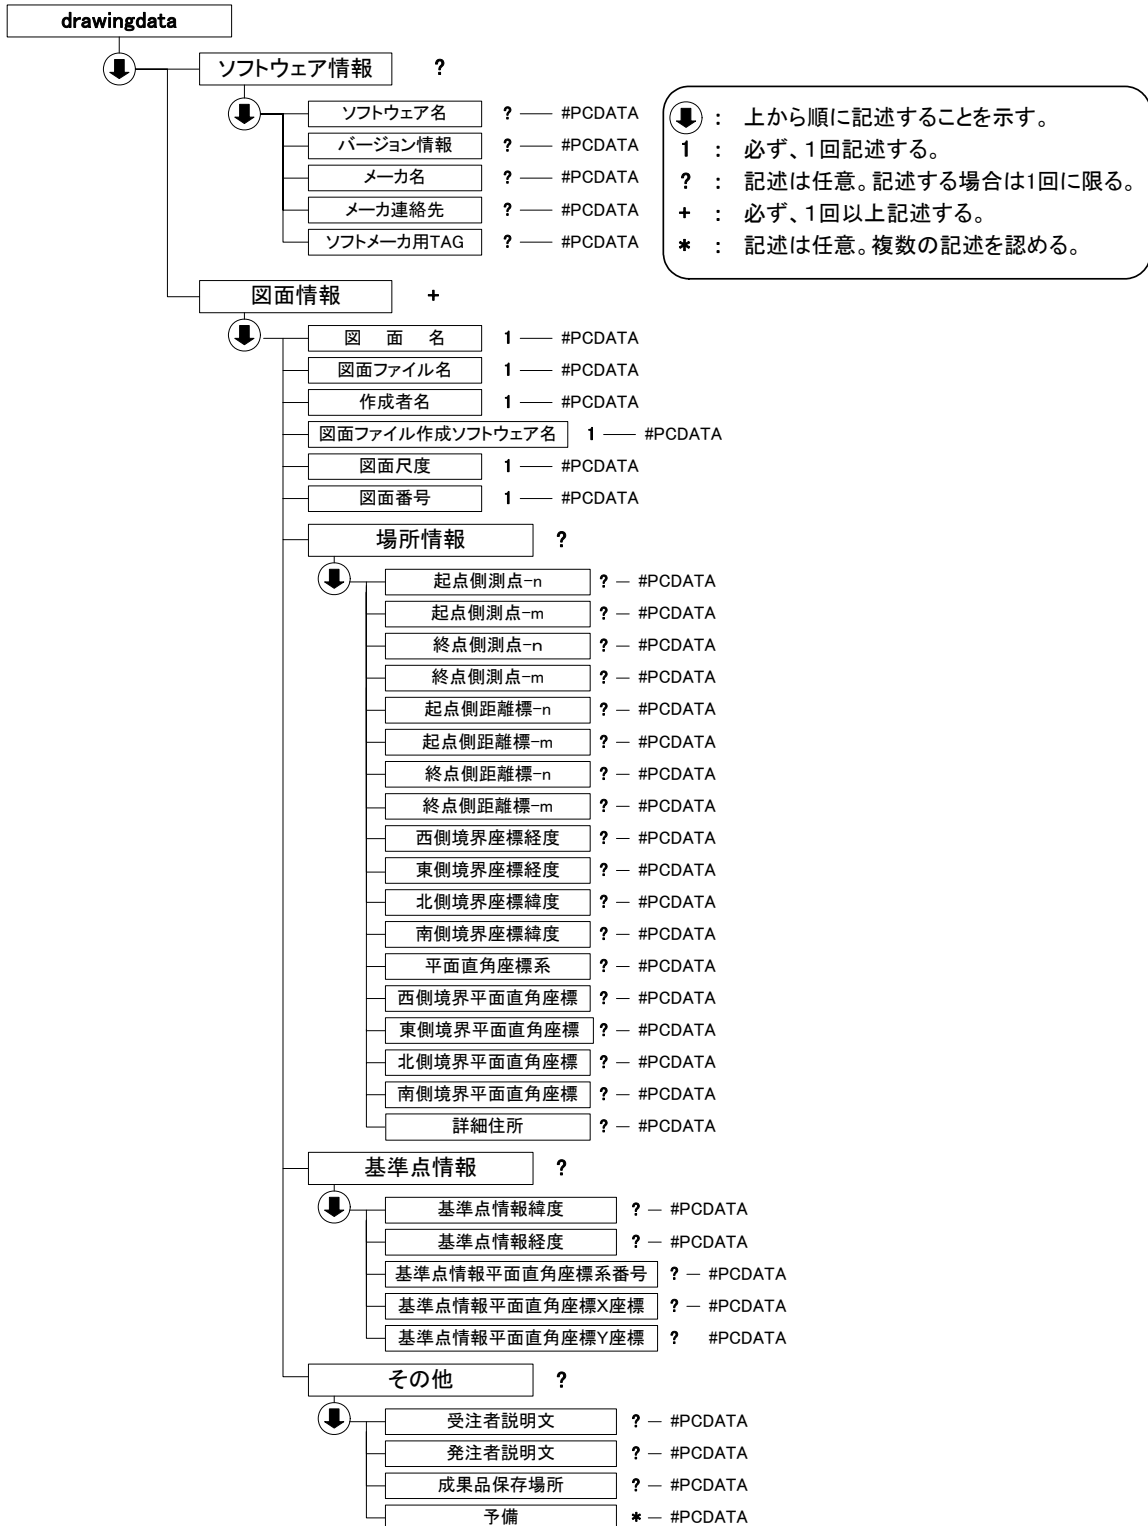 drawingdata
ソフトウェア情報 ?
ソフトウェア名 ? — #PCDATA
バージョン情報 ? — #PCDATA
メーカ名 ? — #PCDATA
メーカ連絡先 ? — #PCDATA
ソフトメーカ用TAG ? — #PCDATA
： 上から順に記述することを示す。
1 ： 必ず、1回記述する。
? ： 記述は任意。記述する場合は1回に限る。
+ ： 必ず、1回以上記述する。
* ： 記述は任意。複数の記述を認める。
図面情報 +
図 面 名 1 — #PCDATA
図面ファイル名 1 — #PCDATA
作成者名 1 — #PCDATA
図面ファイル作成ソフトウェア名 1 — #PCDATA
図面尺度 1 — #PCDATA
図面番号 1 — #PCDATA
場所情報 ?
起点側測点-n ? — #PCDATA
起点側測点-m ? — #PCDATA
終点側測点-n ? — #PCDATA
終点側測点-m ? — #PCDATA
起点側距離標-n ? — #PCDATA
起点側距離標-m ? — #PCDATA
終点側距離標-n ? — #PCDATA
終点側距離標-m ? — #PCDATA
西側境界座標経度 ? — #PCDATA
東側境界座標経度 ? — #PCDATA
北側境界座標緯度 ? — #PCDATA
南側境界座標緯度 ? — #PCDATA
平面直角座標系 ? — #PCDATA
西側境界平面直角座標 ? — #PCDATA
東側境界平面直角座標 ? — #PCDATA
北側境界平面直角座標 ? — #PCDATA
南側境界平面直角座標 ? — #PCDATA
詳細住所 ? — #PCDATA
基準点情報 ?
基準点情報緯度 ? — #PCDATA
基準点情報経度 ? — #PCDATA
基準点情報平面直角座標系番号 ? — #PCDATA
基準点情報平面直角座標X座標 ? — #PCDATA
基準点情報平面直角座標Y座標 ? #PCDATA
その他 ?
受注者説明文 ? — #PCDATA
発注者説明文 ? — #PCDATA
成果品保存場所 ? — #PCDATA
予備 * — #PCDATA